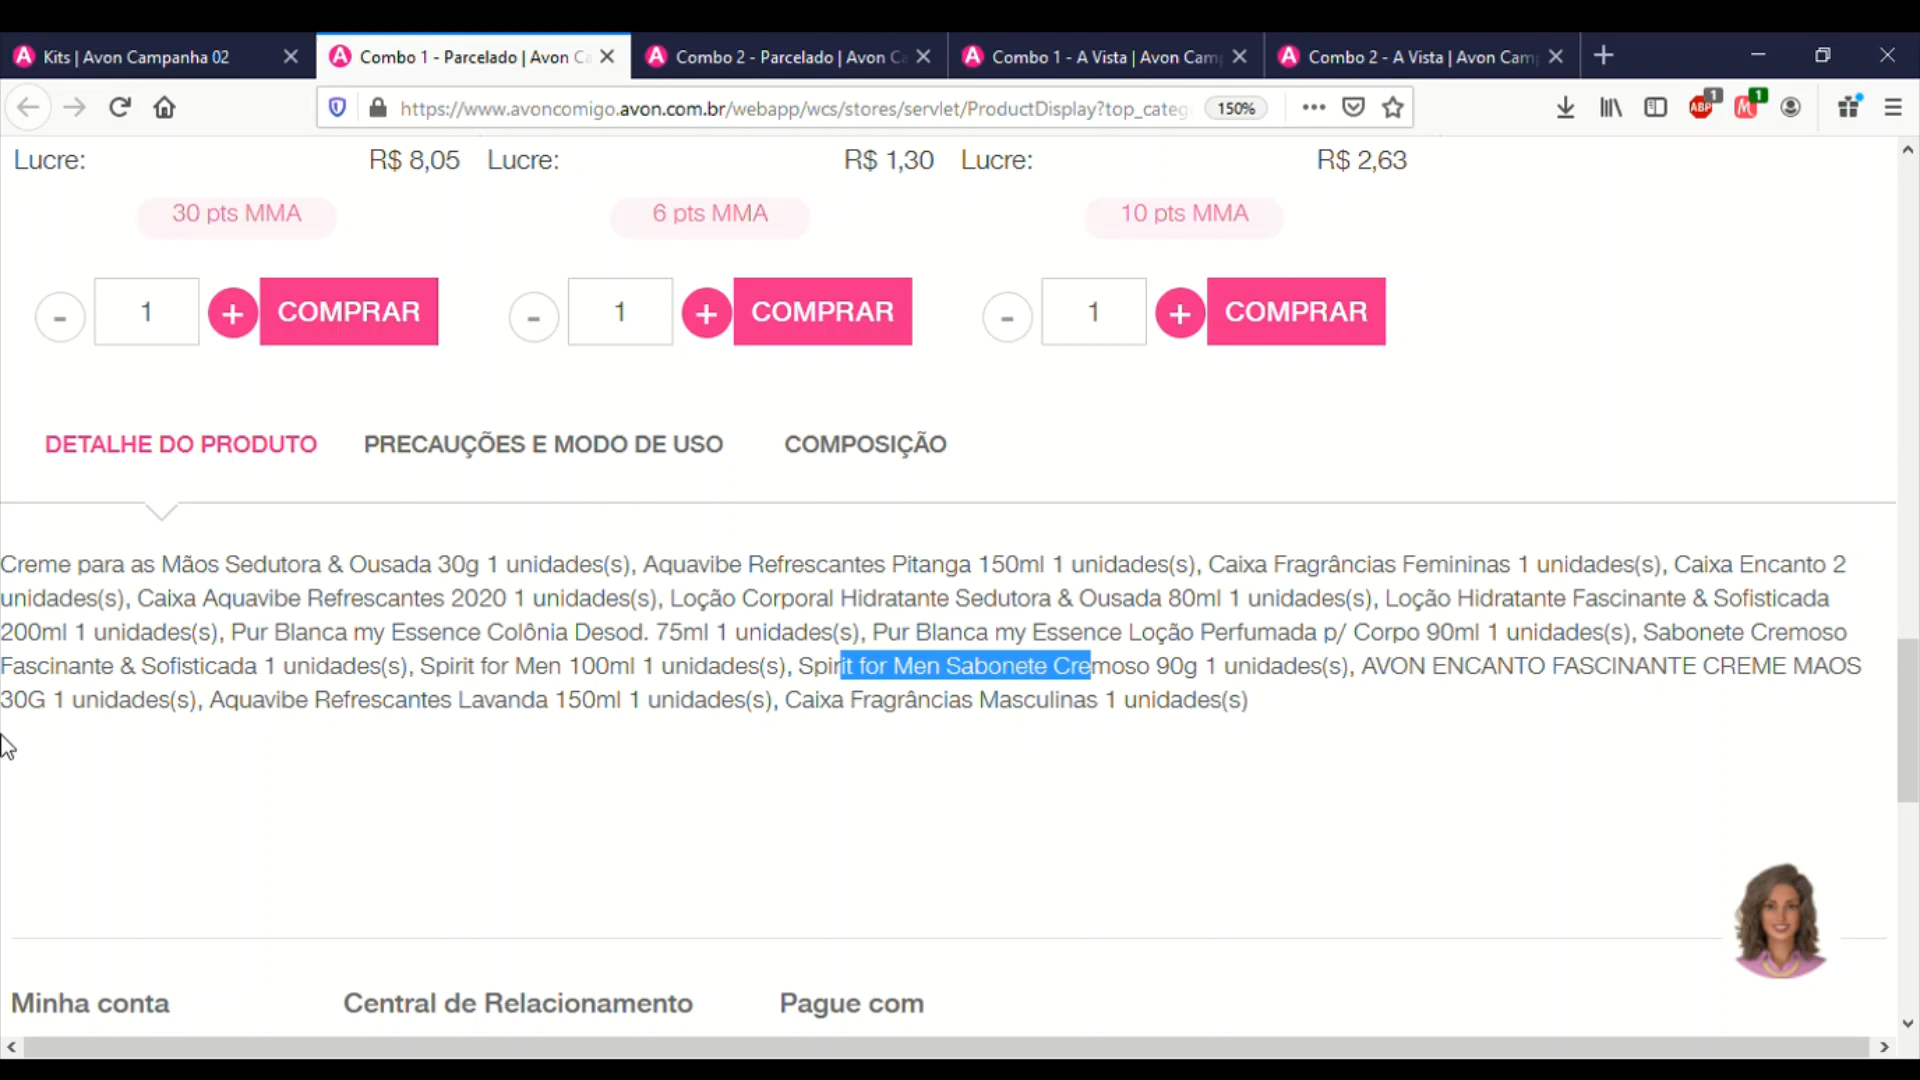 Kits | Avon Campanha 02
Combo 1 - Parcelado | Avon Ca
Combo 2 - Parcelado | Avon Ca
Combo 1 - A Vista | Avon Cam
Combo 2 - A Vista | Avon Cam
https://www.avoncomigo.avon.com.br/webapp/wcs/stores/servlet/ProductDisplay?top_categ
150%
ABP 1
M 1
Lucre: R$ 8,05 Lucre: R$ 1,30 Lucre: R$ 2,63
30 pts MMA 6 pts MMA 10 pts MMA
- 1 + COMPRAR - 1 + COMPRAR - 1 + COMPRAR
DETALHE DO PRODUTO PRECAUÇÕES E MODO DE USO COMPOSIÇÃO
Creme para as Mãos Sedutora & Ousada 30g 1 unidades(s), Aquavibe Refrescantes Pitanga 150ml 1 unidades(s), Caixa Fragrâncias Femininas 1 unidades(s), Caixa Encanto 2
unidades(s), Caixa Aquavibe Refrescantes 2020 1 unidades(s), Loção Corporal Hidratante Sedutora & Ousada 80ml 1 unidades(s), Loção Hidratante Fascinante & Sofisticada
200ml 1 unidades(s), Pur Blanca my Essence Colônia Desod. 75ml 1 unidades(s), Pur Blanca my Essence Loção Perfumada p/ Corpo 90ml 1 unidades(s), Sabonete Cremoso
Fascinante & Sofisticada 1 unidades(s), Spirit for Men 100ml 1 unidades(s), Spirit for Men Sabonete Cremoso 90g 1 unidades(s), AVON ENCANTO FASCINANTE CREME MAOS
30G 1 unidades(s), Aquavibe Refrescantes Lavanda 150ml 1 unidades(s), Caixa Fragrâncias Masculinas 1 unidades(s)
Minha conta Central de Relacionamento Pague com